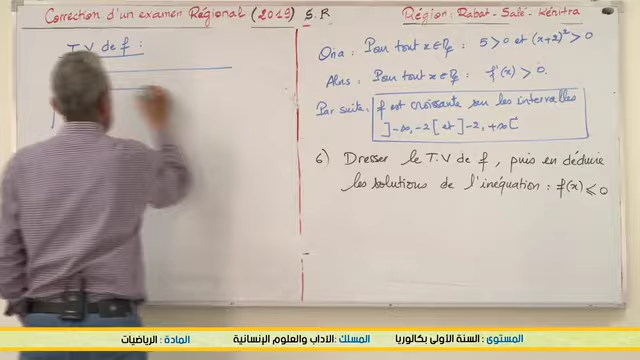 Correction d'un examen Régional (2019) S.R
Région: Rabat - Salé - Kénitra
T.V de f :
Ona: Pour tout x∈Df: 5>0 et (x+2)²>0
Alors: Pour tout x∈Df: f'(x)>0.
Par suite: f est croissante sur les intervalles
]-∞,-2[ et ]-2,+∞[
6) Dresser le T.V de f, puis en déduire
les solutions de l'inéquation: f(x)⩽0
المستوى : السنة الأولى بكالوريا المسلك: الآداب والعلوم الإنسانية المادة: الرياضيات